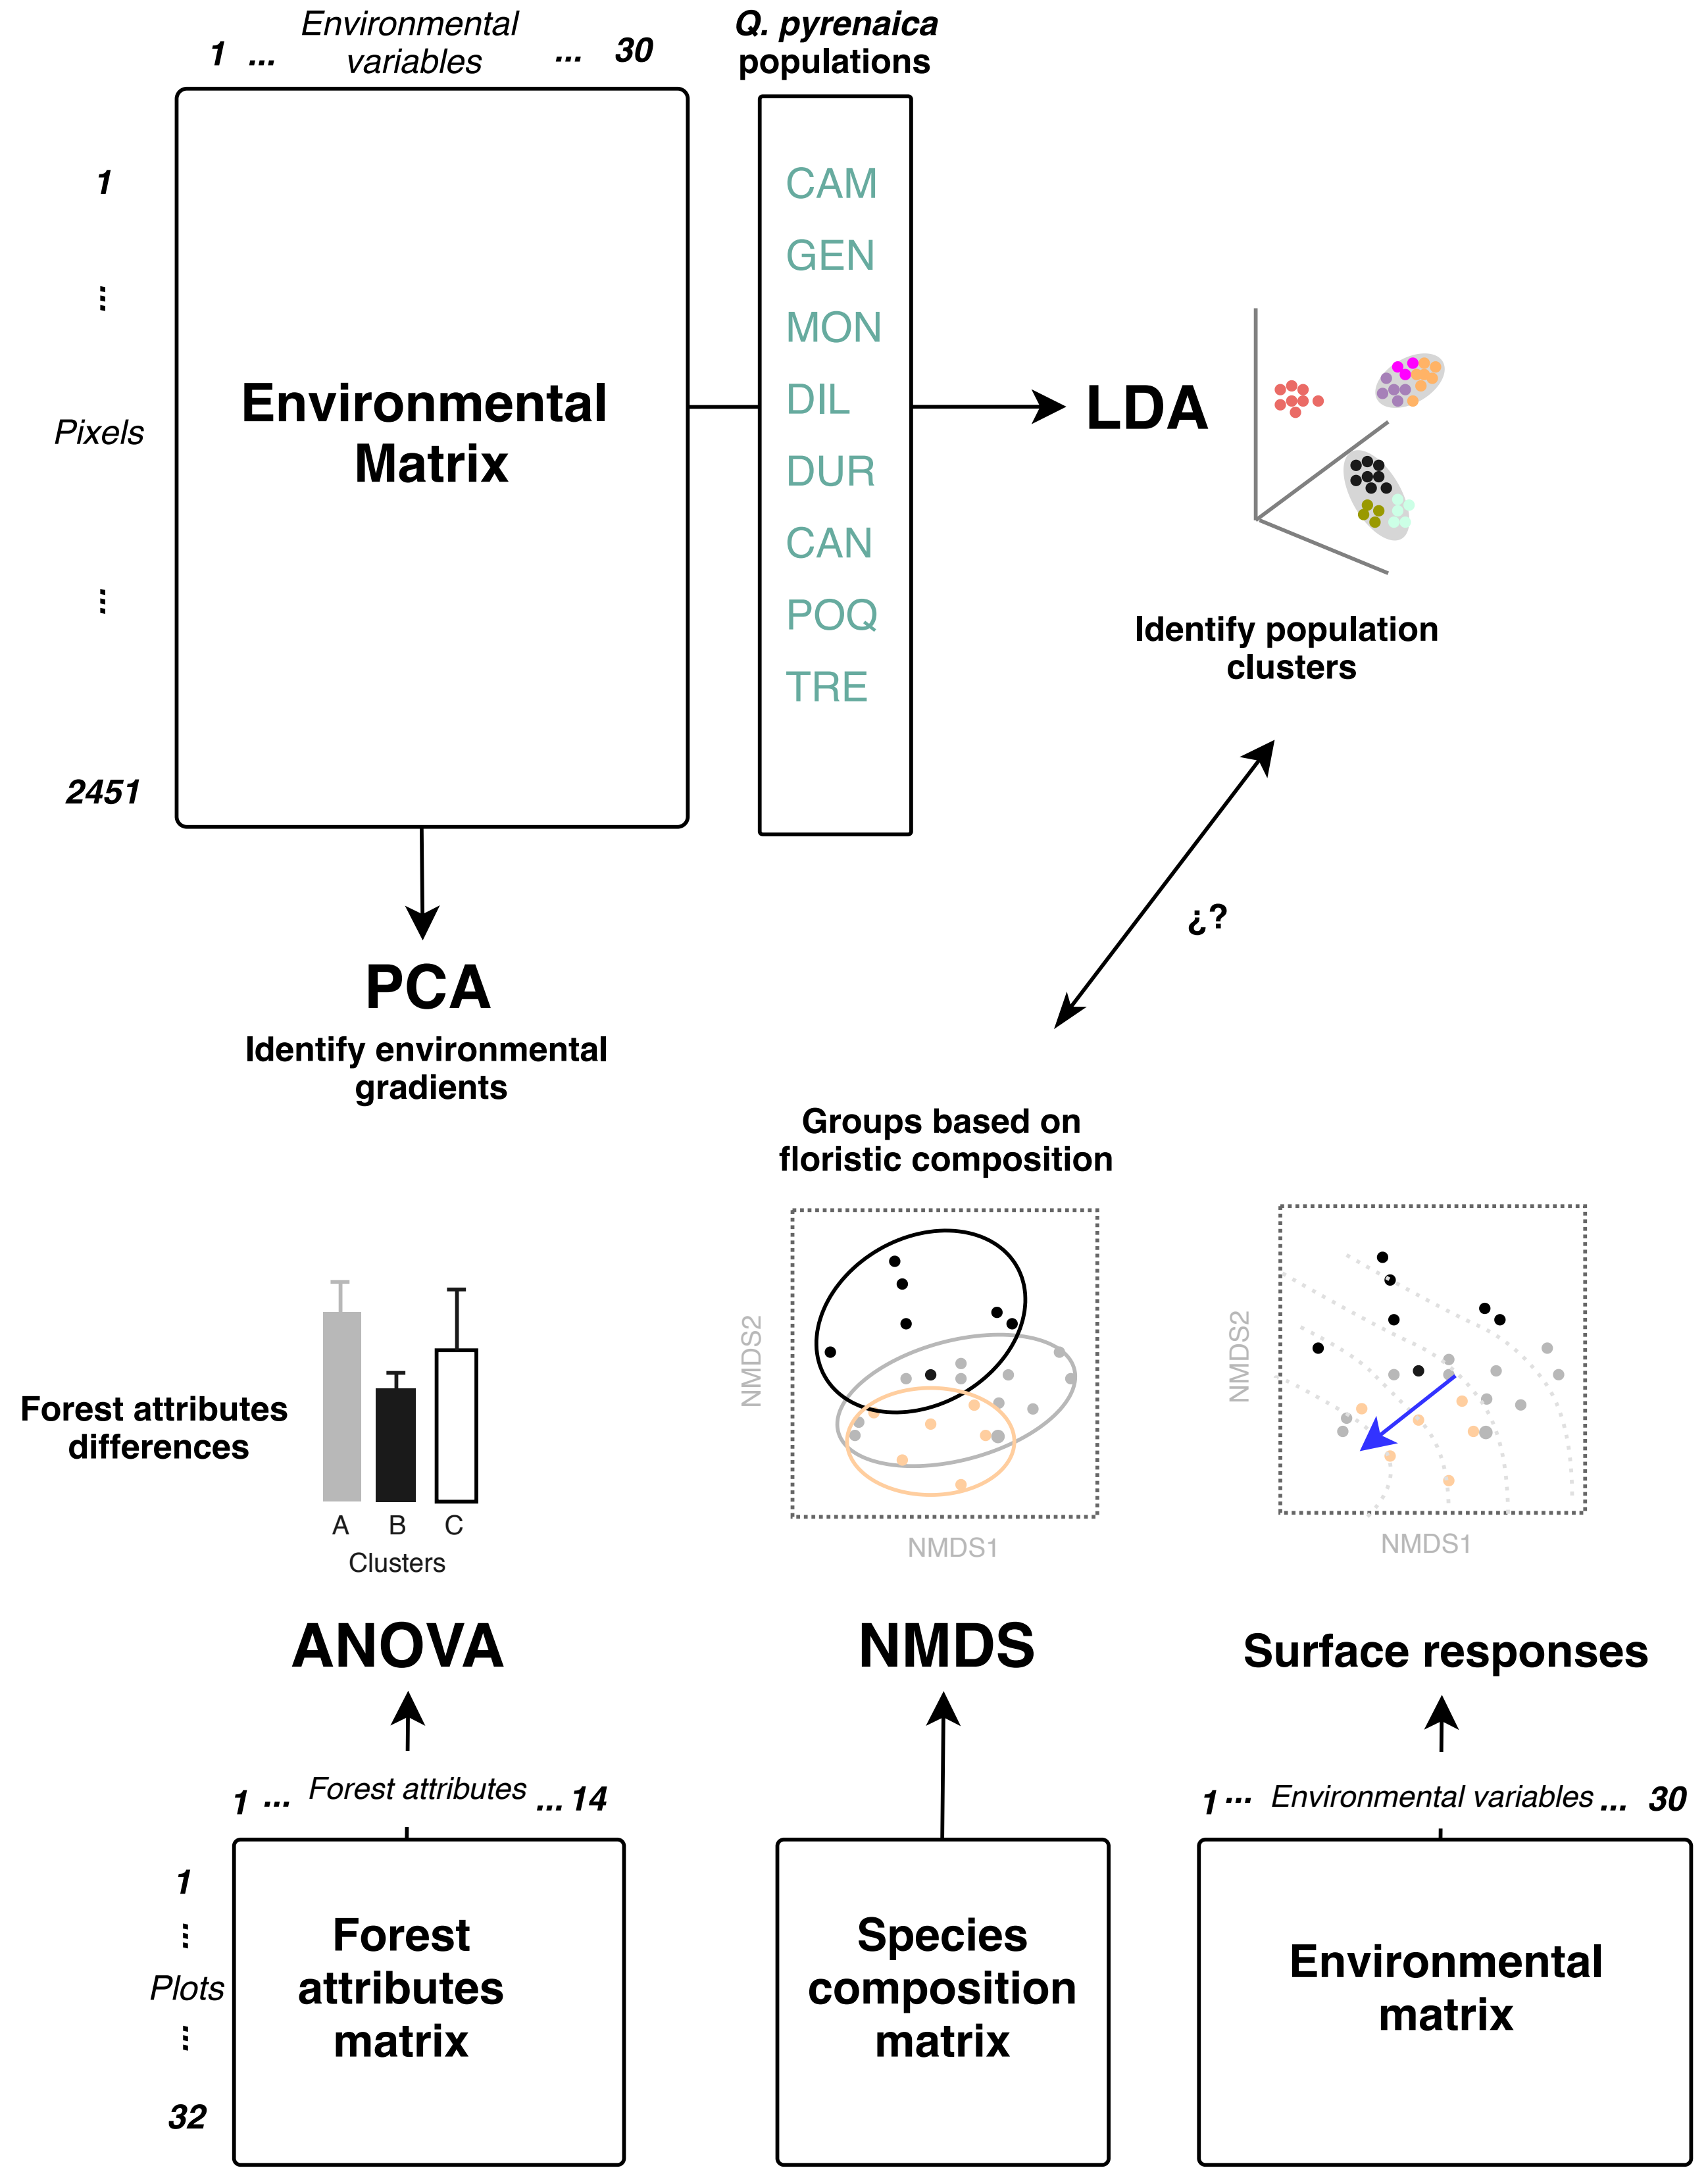 Environmental
variables
1 ... ... 30
Q. pyrenaica
populations
1
...
Pixels
...
2451
Environmental
Matrix
CAM
GEN
MON
DIL
DUR
CAN
POQ
TRE
LDA
Identify population
clusters
¿?
PCA
Identify environmental
gradients
Groups based on
floristic composition
NMDS2
NMDS1
NMDS2
NMDS1
Forest attributes
differences
A B C
Clusters
ANOVA
NMDS
Surface responses
1 ... Forest attributes ... 14
1 ... Environmental variables ... 30
1
...
Plots
...
32
Forest
attributes
matrix
Species
composition
matrix
Environmental
matrix